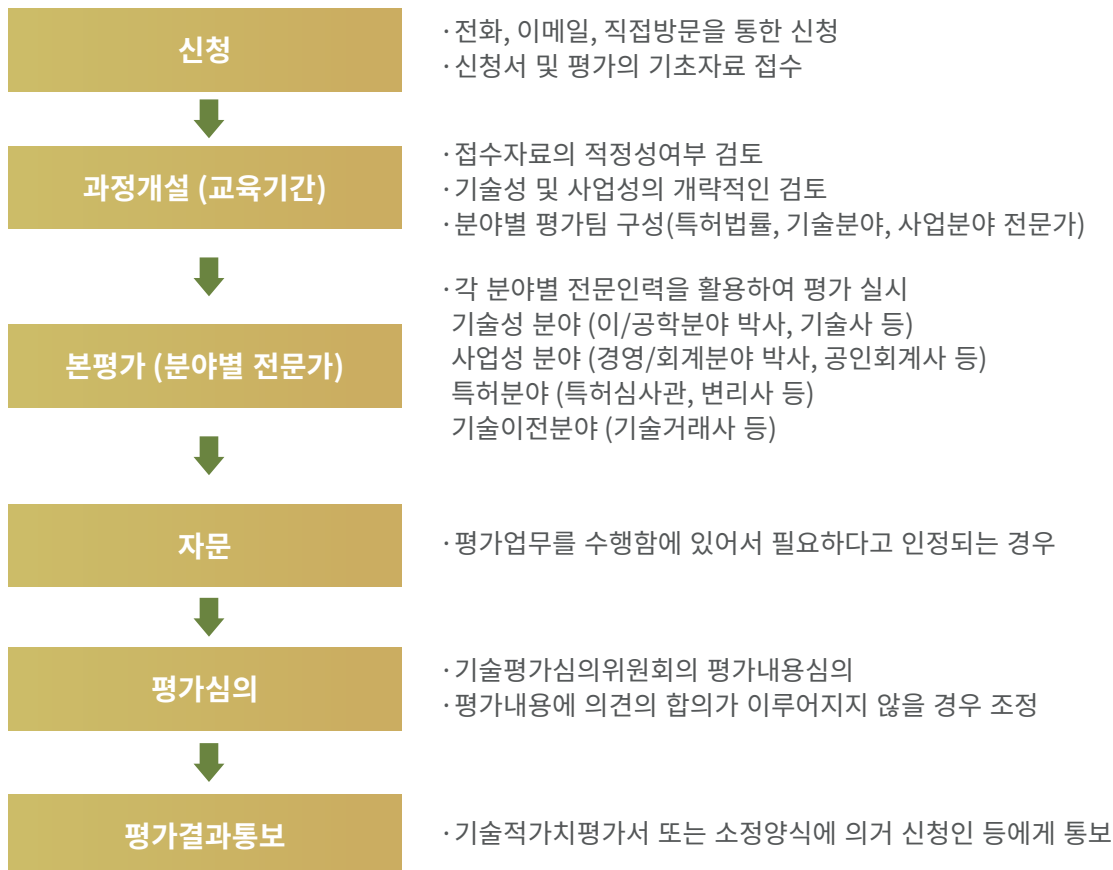 신청
·전화, 이메일, 직접방문을 통한 신청
·신청서 및 평가의 기초자료 접수
과정개설 (교육기간)
·접수자료의 적정성여부 검토
·기술성 및 사업성의 개략적인 검토
·분야별 평가팀 구성(특허법률, 기술분야, 사업분야 전문가)
본평가 (분야별 전문가)
·각 분야별 전문인력을 활용하여 평가 실시
기술성 분야 (이/공학분야 박사, 기술사 등)
사업성 분야 (경영/회계분야 박사, 공인회계사 등)
특허분야 (특허심사관, 변리사 등)
기술이전분야 (기술거래사 등)
자문
·평가업무를 수행함에 있어서 필요하다고 인정되는 경우
평가심의
·기술평가심의위원회의 평가내용심의
·평가내용에 의견의 합의가 이루어지지 않을 경우 조정
평가결과통보
·기술적가치평가서 또는 소정양식에 의거 신청인 등에게 통보